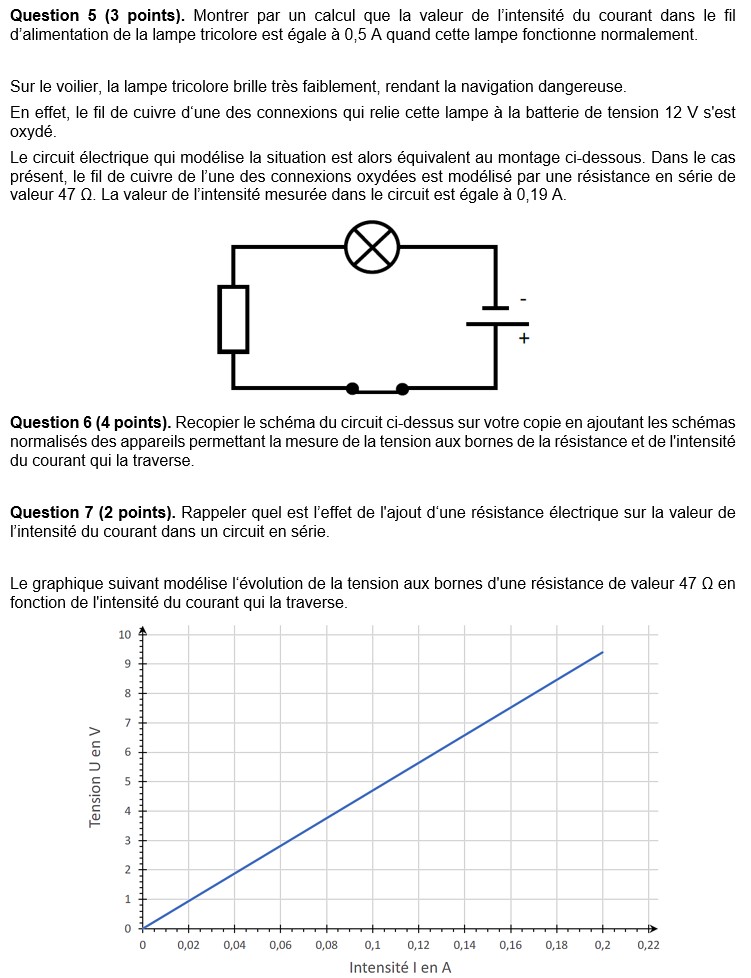 Question 5 (3 points). Montrer par un calcul que la valeur de l’intensité du courant dans le fil
d’alimentation de la lampe tricolore est égale à 0,5 A quand cette lampe fonctionne normalement.
Sur le voilier, la lampe tricolore brille très faiblement, rendant la navigation dangereuse.
En effet, le fil de cuivre d‘une des connexions qui relie cette lampe à la batterie de tension 12 V s'est
oxydé.
Le circuit électrique qui modélise la situation est alors équivalent au montage ci-dessous. Dans le cas
présent, le fil de cuivre de l’une des connexions oxydées est modélisé par une résistance en série de
valeur 47 Ω. La valeur de l’intensité mesurée dans le circuit est égale à 0,19 A.
-
+
Question 6 (4 points). Recopier le schéma du circuit ci-dessus sur votre copie en ajoutant les schémas
normalisés des appareils permettant la mesure de la tension aux bornes de la résistance et de l'intensité
du courant qui la traverse.
Question 7 (2 points). Rappeler quel est l’effet de l'ajout d‘une résistance électrique sur la valeur de
l’intensité du courant dans un circuit en série.
Le graphique suivant modélise l‘évolution de la tension aux bornes d'une résistance de valeur 47 Ω en
fonction de l'intensité du courant qui la traverse.
10
9
8
7
6
5
4
3
2
1
0
Tension U en V
0 0,02 0,04 0,06 0,08 0,1 0,12 0,14 0,16 0,18 0,2 0,22
Intensité I en A